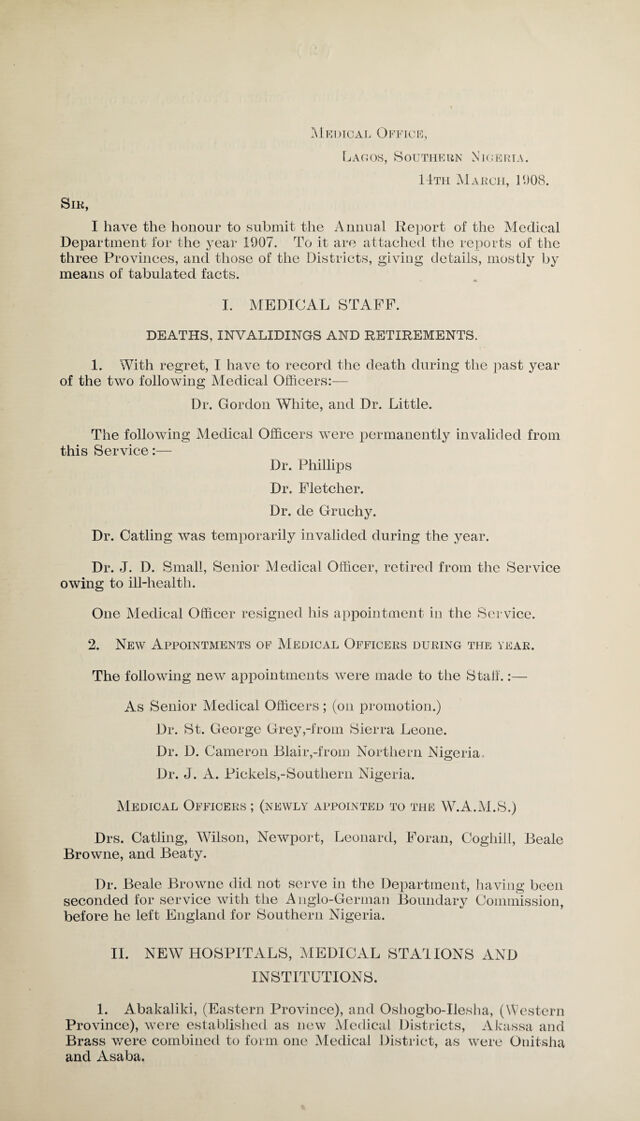 Medical Office,
Lagos, Southern Nigeria.
14th March, 1908.
Sir,
I have the honour to submit the Annual Report of the Medical
Department for the year 1907. To it are attached the reports of the
three Provinces, and those of the Districts, giving details, mostly by
means of tabulated facts.
I. MEDICAL STAFF.
DEATHS, INVALIDINGS AND RETIREMENTS.
1. With regret, I have to record the death during the past year
of the two following Medical Officers:—
Dr. Gordon White, and Dr. Little.
The following Medical Officers were permanently invalided from
this Service:—
Dr. Phillips
Dr. Fletcher.
Dr. de Gruchy.
Dr. Catling was temporarily invalided during the year.
Dr. J. D. Small, Senior Medical Officer, retired from the Service
owing to ill-health.
One Medical Officer resigned his appointment in the Service.
2. New Appointments of Medical Officers during the year.
The following new appointments were made to the Staff.:—
As Senior Medical Officers; (on promotion.)
Dr. St. George Grey,-from Sierra Leone.
Dr. D. Cameron Blair,-from Northern Nigeria.
Dr. J. A. Pickels,-Southern Nigeria.
Medical Officers; (newly appointed to the W.A.M.S.)
Drs. Catling, Wilson, Newport, Leonard, Foran, Coghill, Beale
Browne, and Beaty.
Dr. Beale Browne did not serve in the Department, having been
seconded for service with the Anglo-German Boundary Commission,
before he left England for Southern Nigeria.
II. NEW HOSPITALS, MEDICAL STATIONS AND
INSTITUTIONS.
1. Abakaliki, (Eastern Province), and Oshogbo-Ilesha, (Western
Province), were established as new Medical Districts, Akassa and
Brass were combined to form one Medical District, as were Onitsha
and Asaba.